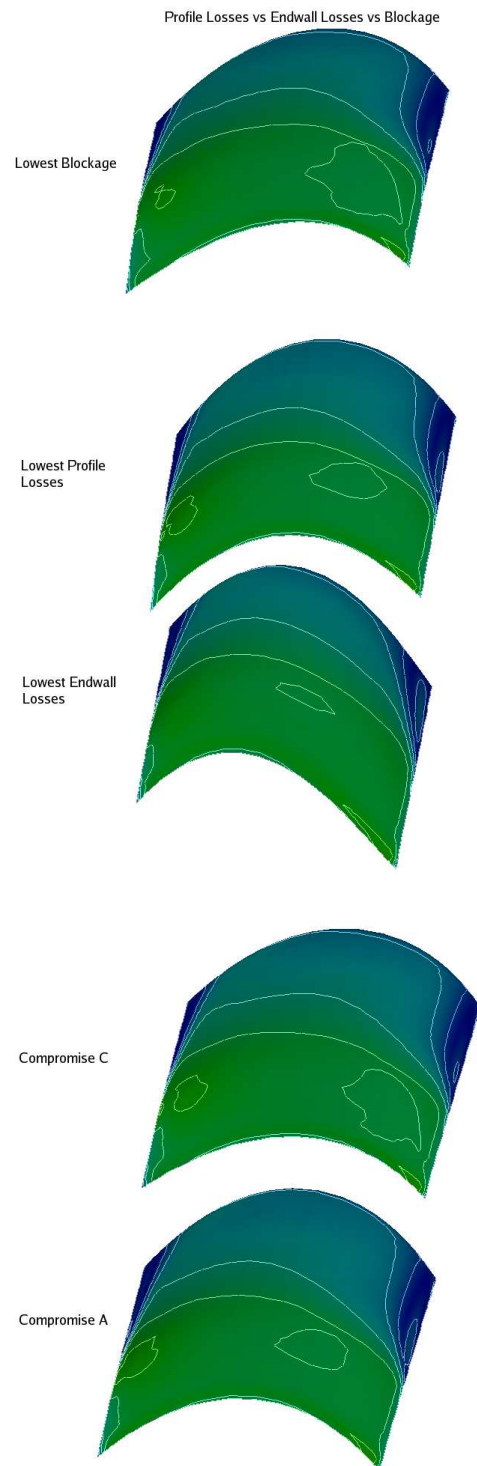 Profile Losses vs Endwall Losses vs Blockage
Lowest Blockage
Lowest Profile
Losses
Lowest Endwall
Losses
Compromise C
Compromise A